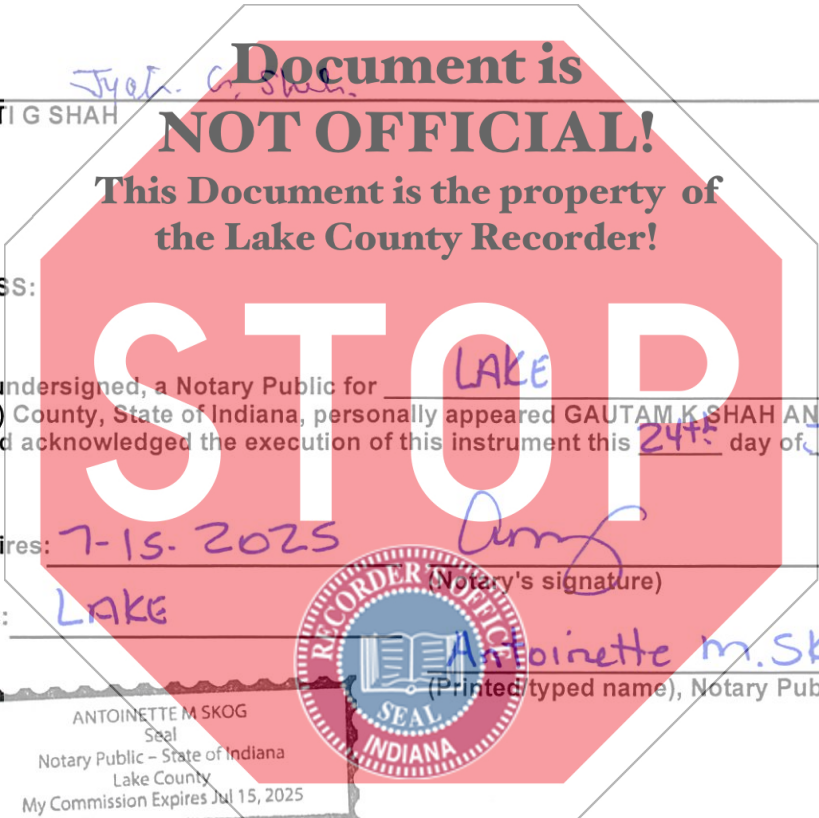 Document is
Jyoti G. Shah.
TI G SHAH
NOT OFFICIAL!
This Document is the property of
the Lake County Recorder!
SS:
STOP
undersigned, a Notary Public for LAKE
) County, State of Indiana, personally appeared GAUTAM K SHAH AN
d acknowledged the execution of this instrument this 24th day of J
ires: 7-15-2025
(Notary's signature)
: LAKE
Antoinette M. Sk
(Printed/typed name), Notary Pub
RECORDER'S OFFICE
SEAL
INDIANA
ANTOINETTE M SKOG
Seal
Notary Public – State of Indiana
Lake County
My Commission Expires Jul 15, 2025